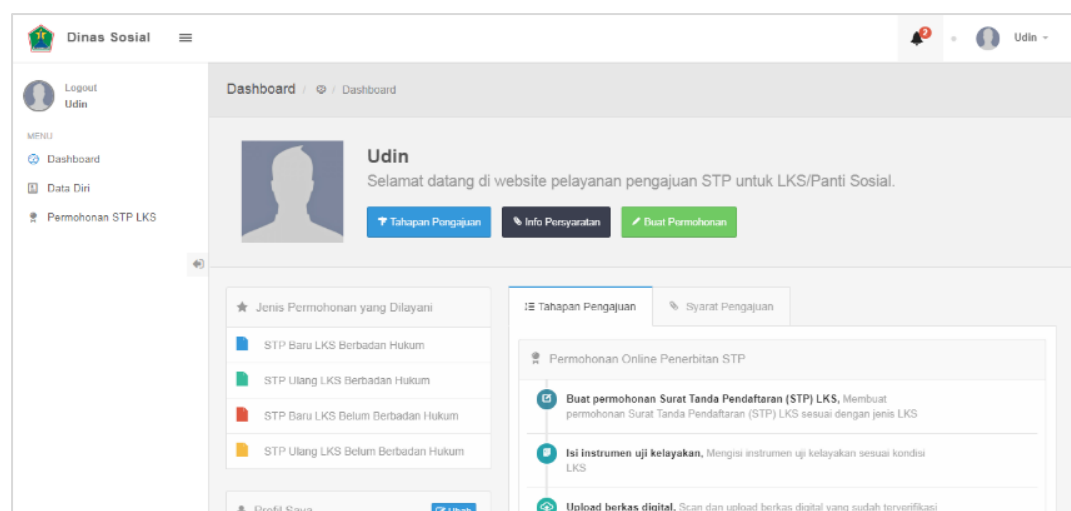 Dinas Sosial
2
Udin
Logout
Udin
MENU
Dashboard
Data Diri
Permohonan STP LKS
Dashboard / / Dashboard
Udin
Selamat datang di website pelayanan pengajuan STP untuk LKS/Panti Sosial.
Tahapan Pengajuan
Info Persyaratan
Buat Permohonan
Jenis Permohonan yang Dilayani
STP Baru LKS Berbadan Hukum
STP Ulang LKS Berbadan Hukum
STP Baru LKS Belum Berbadan Hukum
STP Ulang LKS Belum Berbadan Hukum
Profil Saya
Ubah
Tahapan Pengajuan
Syarat Pengajuan
Permohonan Online Penerbitan STP
Buat permohonan Surat Tanda Pendaftaran (STP) LKS, Membuat
permohonan Surat Tanda Pendaftaran (STP) LKS sesuai dengan jenis LKS
Isi instrumen uji kelayakan, Mengisi instrumen uji kelayakan sesuai kondisi
LKS
Upload berkas digital, Scan dan upload berkas digital yang sudah terverifikasi